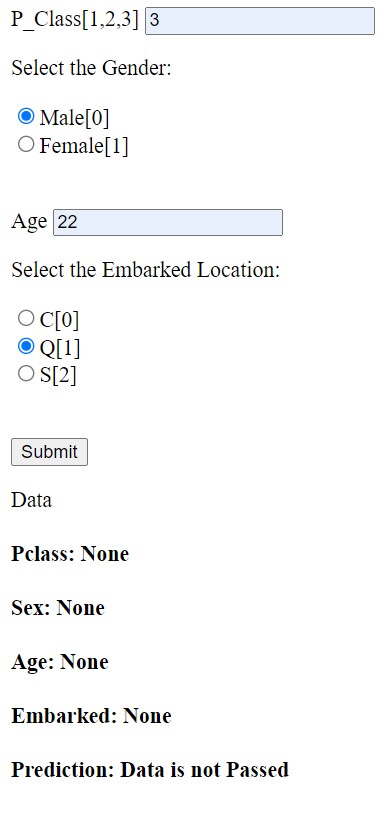 P_Class[1,2,3] 3
Select the Gender:
Male[0]
Female[1]
Age 22
Select the Embarked Location:
C[0]
Q[1]
S[2]
Submit
Data
Pclass: None
Sex: None
Age: None
Embarked: None
Prediction: Data is not Passed